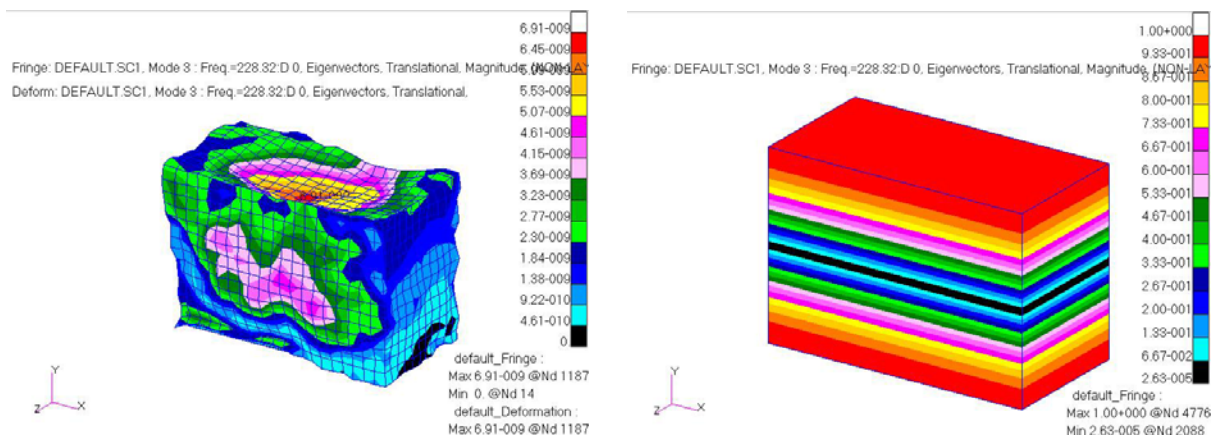 6.91-009
6.45-009
Fringe: DEFAULT.SC1, Mode 3 : Freq.=228.32:D 0, Eigenvectors, Translational, Magnitude, (NON-LAY
Deform: DEFAULT.SC1, Mode 3 : Freq.=228.32:D 0, Eigenvectors, Translational,
5.53-009
5.07-009
4.61-009
4.15-009
3.69-009
3.23-009
2.77-009
2.30-009
1.84-009
1.38-009
9.22-010
4.61-010
0
default_Fringe :
Max 6.91-009 @Nd 1187
Min 0. @Nd 14
default_Deformation :
Max 6.91-009 @Nd 1187
Y
Z X
1.00+000
9.33-001
Fringe: DEFAULT.SC1, Mode 3 : Freq.=228.32:D 0, Eigenvectors, Translational, Magnitude, (NON-LAY
8.67-001
8.00-001
7.33-001
6.67-001
6.00-001
5.33-001
4.67-001
4.00-001
3.33-001
2.67-001
2.00-001
1.33-001
6.67-002
2.63-005
default_Fringe :
Max 1.00+000 @Nd 4776
Min 2.63-005 @Nd 2088
Y
Z X